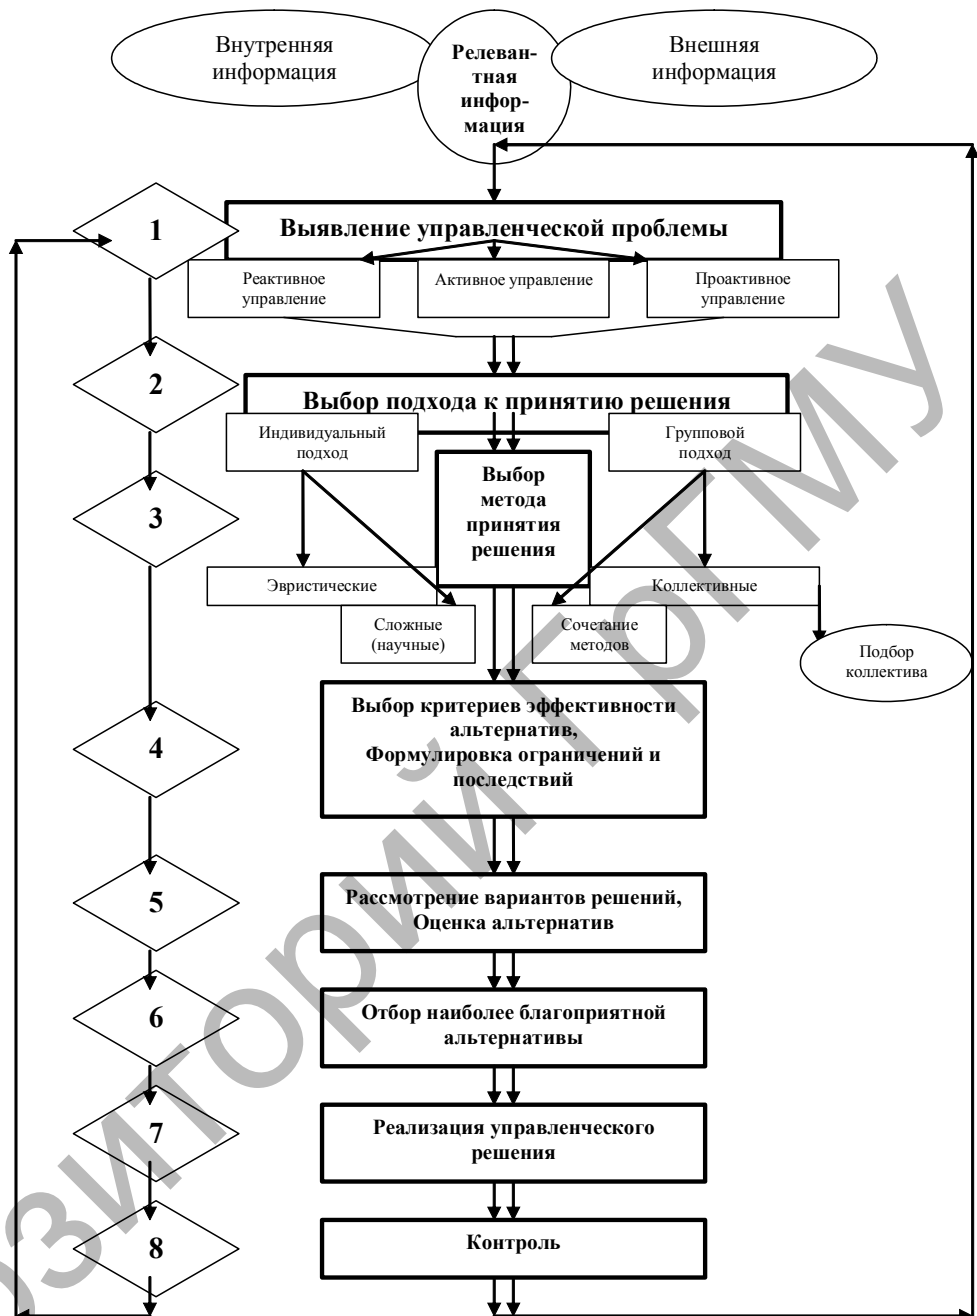 Внутренняя
информация
Релеван-
тная
инфор-
мация
Внешняя
информация
1
Выявление управленческой проблемы
Реактивное
управление
Активное управление
Проактивное
управление
2
Выбор подхода к принятию решения
Индивидуальный
подход
Групповой
подход
3
Выбор
метода
принятия
решения
Эвристические
Коллективные
Сложные
(научные)
Сочетание
методов
Подбор
коллектива
4
Выбор критериев эффективности
альтернатив,
Формулировка ограничений и
последствий
5
Рассмотрение вариантов решений,
Оценка альтернатив
6
Отбор наиболее благоприятной
альтернативы
7
Реализация управленческого
решения
8
Контроль
озиторий ГрГМУ